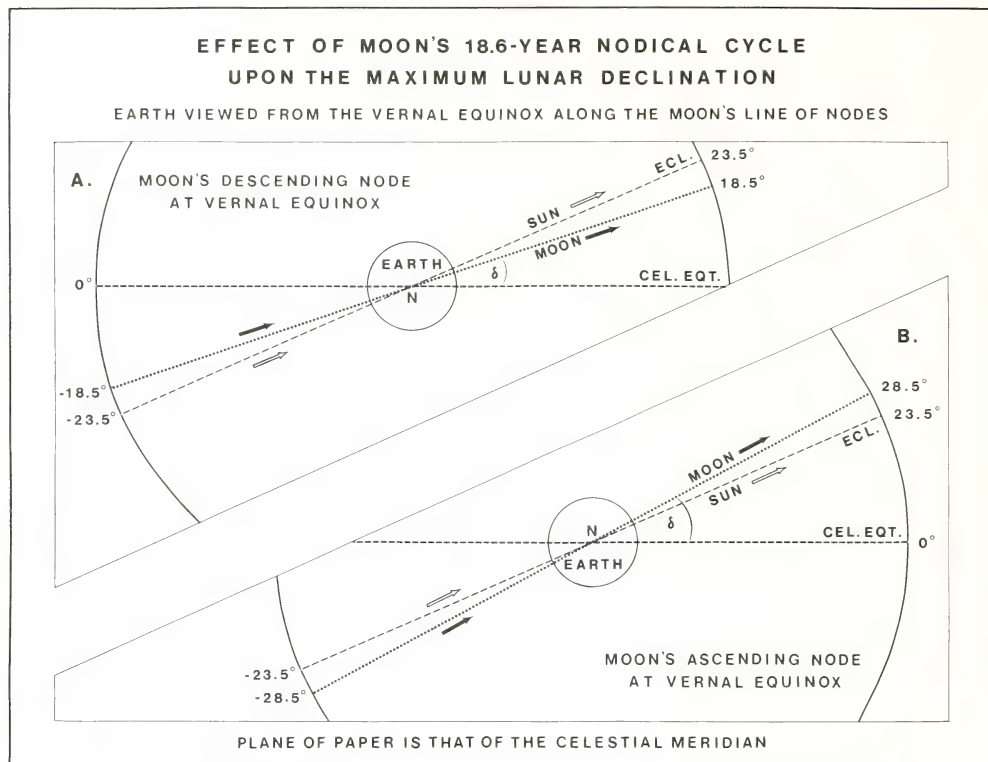 EFFECT OF MOON'S 18.6-YEAR NODICAL CYCLE
UPON THE MAXIMUM LUNAR DECLINATION
EARTH VIEWED FROM THE VERNAL EQUINOX ALONG THE MOON'S LINE OF NODES
A.
MOON'S DESCENDING NODE
AT VERNAL EQUINOX
ECL.
23.5°
18.5°
SUN
MOON
EARTH
N
δ
CEL. EQT.
0°
-18.5°
-23.5°
B.
28.5°
23.5°
ECL.
MOON
SUN
N
EARTH
δ
CEL. EQT.
0°
-23.5°
-28.5°
MOON'S ASCENDING NODE
AT VERNAL EQUINOX
PLANE OF PAPER IS THAT OF THE CELESTIAL MERIDIAN